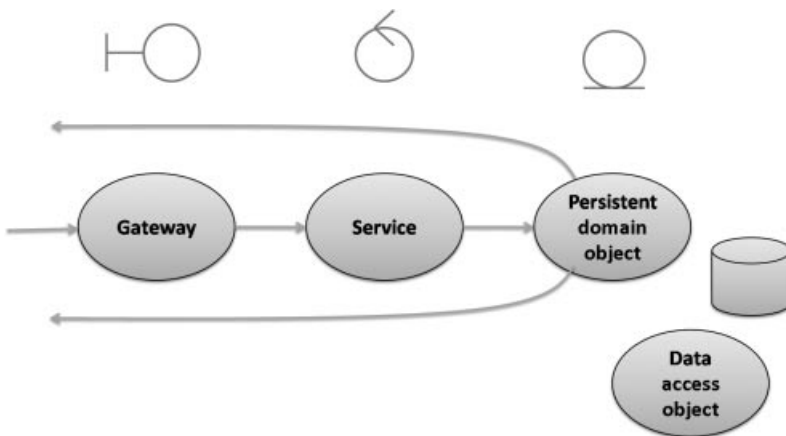 Gateway
Service
Persistent
domain
object
Data
access
object